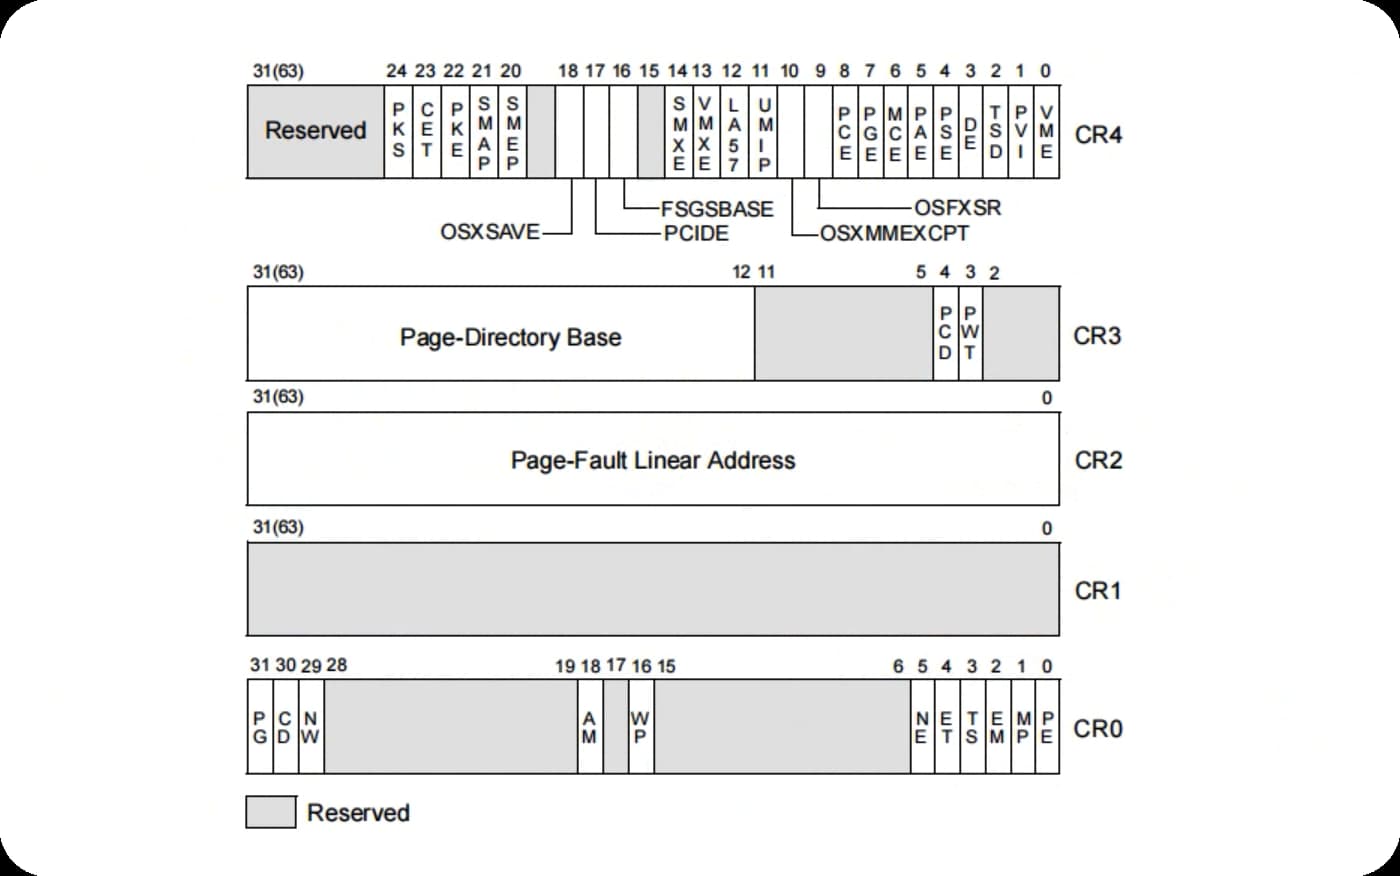 31(63) 24 23 22 21 20 18 17 16 15 14 13 12 11 10 9 8 7 6 5 4 3 2 1 0
Reserved PKS CET PKE SMAP SMEP SMXE VMXE LA57 UMIP PCE PGE MCE PAE PSE DE TSD PVI VME CR4
FSGSBASE OSFXSR
OSXSAVE PCIDE OSXMMEXCPT
31(63) 12 11 5 4 3 2
Page-Directory Base PCD PWT CR3
31(63) 0
Page-Fault Linear Address CR2
31(63) 0
CR1
31 30 29 28 19 18 17 16 15 6 5 4 3 2 1 0
PG CD NW AM WP NE ET TS EM MP PE CR0
Reserved